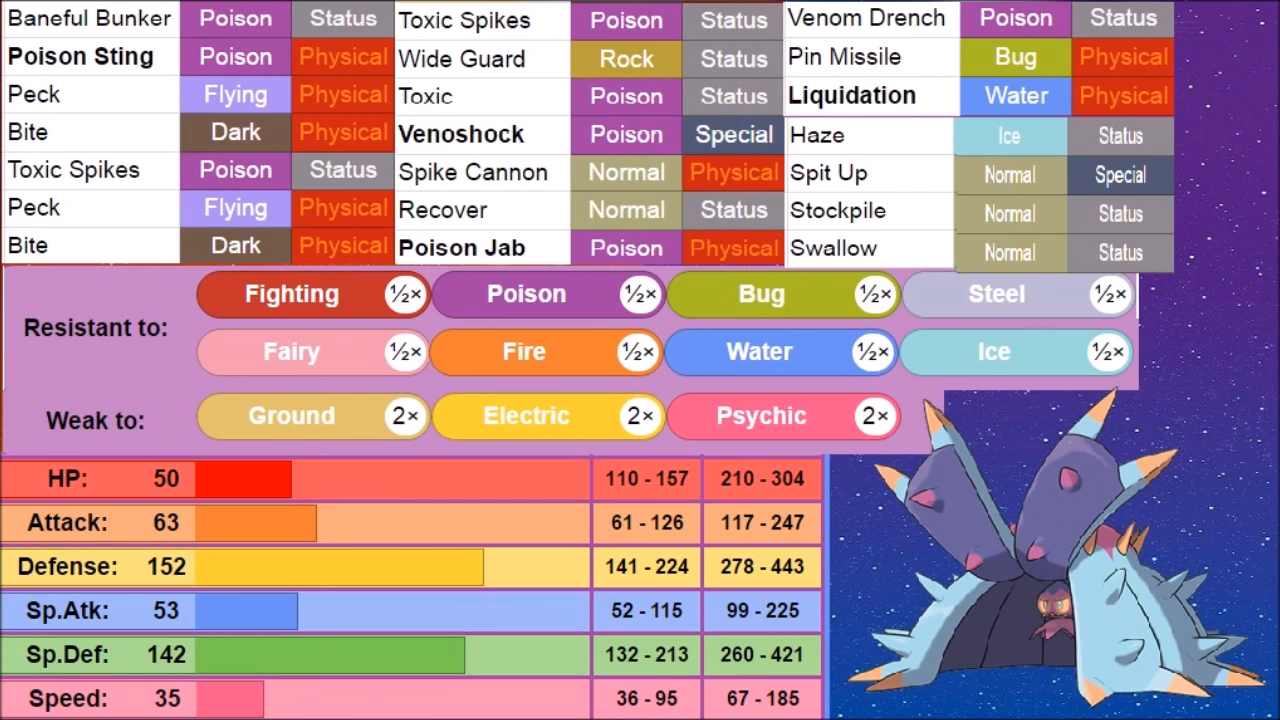 Baneful Bunker Poison Status Toxic Spikes Poison Status Venom Drench Poison Status
Poison Sting Poison Physical Wide Guard Rock Status Pin Missile Bug Physical
Peck Flying Physical Toxic Poison Status Liquidation Water Physical
Bite Dark Physical Venoshock Poison Special Haze Ice Status
Toxic Spikes Poison Status Spike Cannon Normal Physical Spit Up Normal Special
Peck Flying Physical Recover Normal Status Stockpile Normal Status
Bite Dark Physical Poison Jab Poison Physical Swallow Normal Status
Resistant to:
Fighting ½× Poison ½× Bug ½× Steel ½×
Fairy ½× Fire ½× Water ½× Ice ½×
Weak to: Ground 2× Electric 2× Psychic 2×
HP: 50 110 - 157 210 - 304
Attack: 63 61 - 126 117 - 247
Defense: 152 141 - 224 278 - 443
Sp.Atk: 53 52 - 115 99 - 225
Sp.Def: 142 132 - 213 260 - 421
Speed: 35 36 - 95 67 - 185